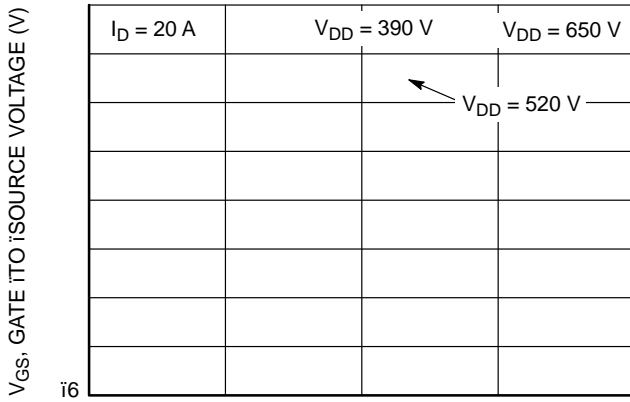 I_D = 20 A
V_DD = 390 V
V_DD = 650 V
V_DD = 520 V
V_GS, GATE ïTO ïSOURCE VOLTAGE (V)
ï6